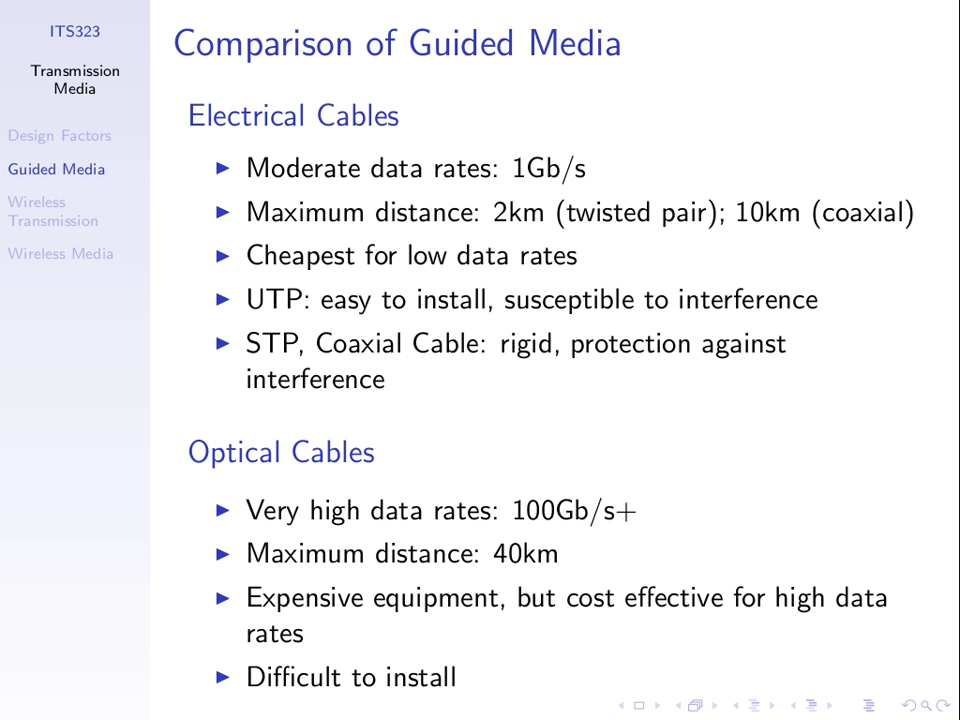 ITS323
Transmission
Media
Design Factors
Guided Media
Wireless
Transmission
Wireless Media
Comparison of Guided Media
Electrical Cables
Moderate data rates: 1Gb/s
Maximum distance: 2km (twisted pair); 10km (coaxial)
Cheapest for low data rates
UTP: easy to install, susceptible to interference
STP, Coaxial Cable: rigid, protection against
interference
Optical Cables
Very high data rates: 100Gb/s+
Maximum distance: 40km
Expensive equipment, but cost effective for high data
rates
Difficult to install